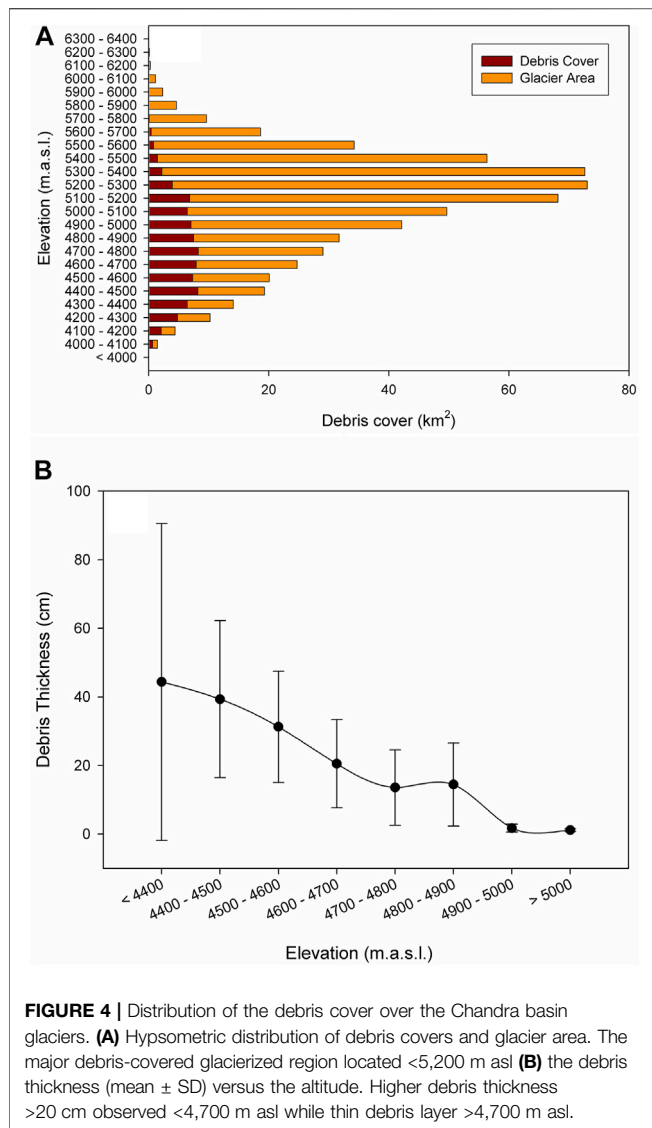 A
6300 - 6400
6200 - 6300
6100 - 6200
6000 - 6100
5900 - 6000
5800 - 5900
5700 - 5800
5600 - 5700
5500 - 5600
5400 - 5500
5300 - 5400
5200 - 5300
5100 - 5200
5000 - 5100
4900 - 5000
4800 - 4900
4700 - 4800
4600 - 4700
4500 - 4600
4400 - 4500
4300 - 4400
4200 - 4300
4100 - 4200
4000 - 4100
< 4000
Elevation (m.a.s.l.)
Debris Cover
Glacier Area
0 20 40 60 80
Debris cover (km²)
B
100
80
60
40
20
0
Debris Thickness (cm)
< 4400
4400 - 4500
4500 - 4600
4600 - 4700
4700 - 4800
4800 - 4900
4900 - 5000
> 5000
Elevation (m.a.s.l.)
FIGURE 4 | Distribution of the debris cover over the Chandra basin
glaciers. (A) Hypsometric distribution of debris covers and glacier area. The
major debris-covered glacierized region located <5,200 m asl (B) the debris
thickness (mean ± SD) versus the altitude. Higher debris thickness
>20 cm observed <4,700 m asl while thin debris layer >4,700 m asl.